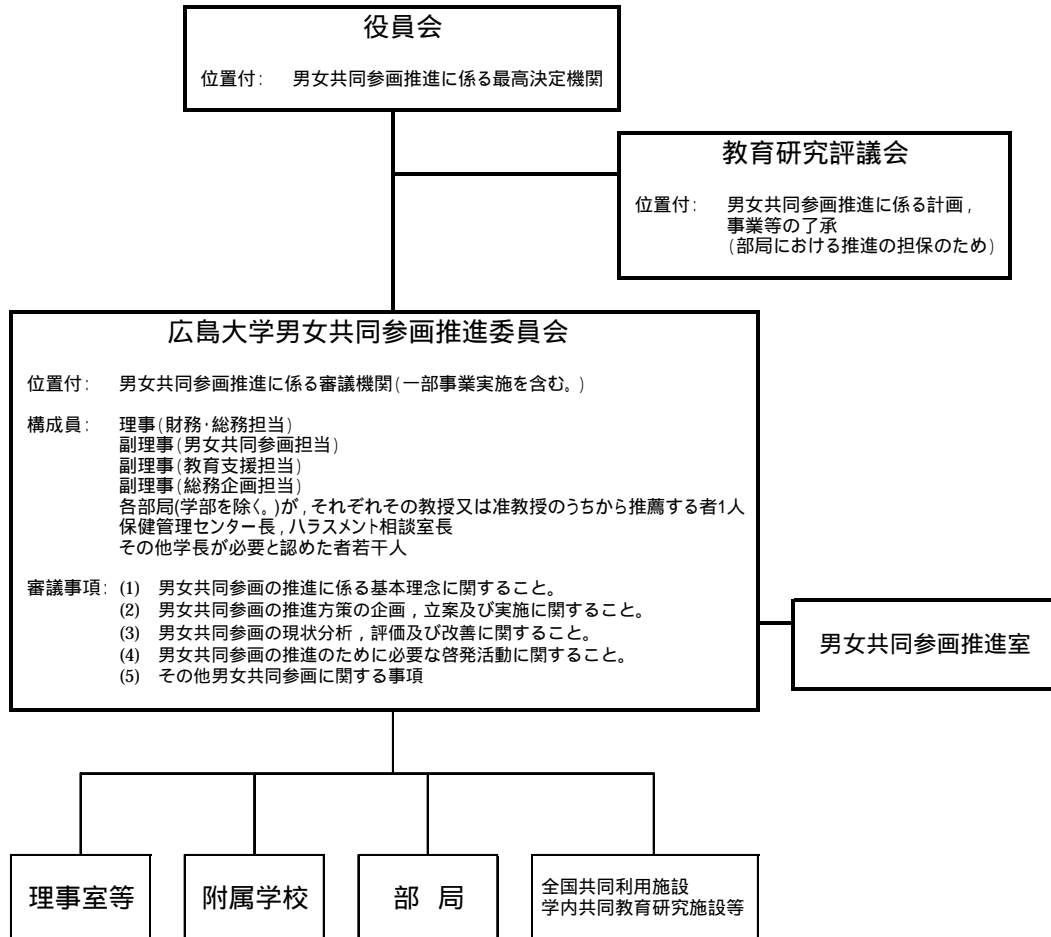 役員会
位置付: 男女共同参画推進に係る最高決定機関
教育研究評議会
位置付: 男女共同参画推進に係る計画,
事業等の了承
(部局における推進の担保のため)
広島大学男女共同参画推進委員会
位置付: 男女共同参画推進に係る審議機関(一部事業実施を含む。)
構成員: 理事(財務・総務担当)
副理事(男女共同参画担当)
副理事(教育支援担当)
副理事(総務企画担当)
各部局(学部を除く。)が,それぞれその教授又は准教授のうちから推薦する者1人
保健管理センター長,ハラスメント相談室長
その他学長が必要と認めた者若干人
審議事項: (1) 男女共同参画の推進に係る基本理念に関すること。
(2) 男女共同参画の推進方策の企画,立案及び実施に関すること。
(3) 男女共同参画の現状分析,評価及び改善に関すること。
(4) 男女共同参画の推進のために必要な啓発活動に関すること。
(5) その他男女共同参画に関する事項
男女共同参画推進室
理事室等
附属学校
部 局
全国共同利用施設
学内共同教育研究施設等